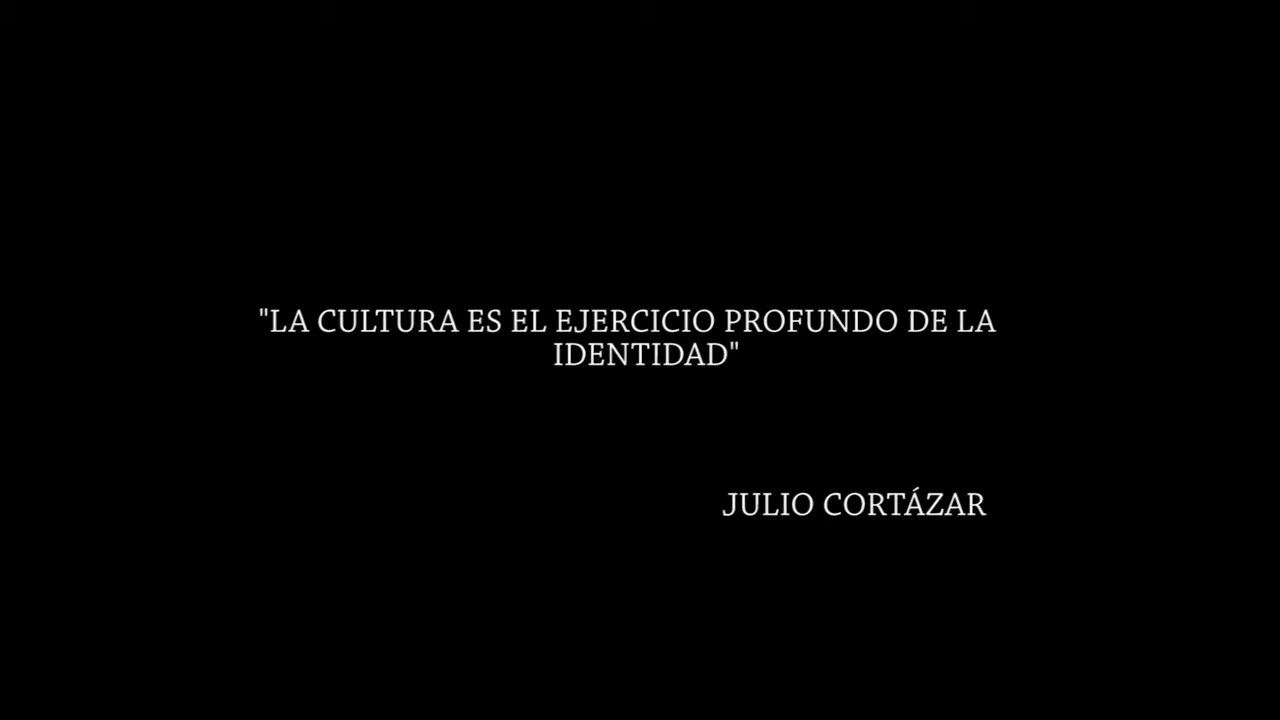 "LA CULTURA ES EL EJERCICIO PROFUNDO DE LA
IDENTIDAD"
JULIO CORTÁZAR